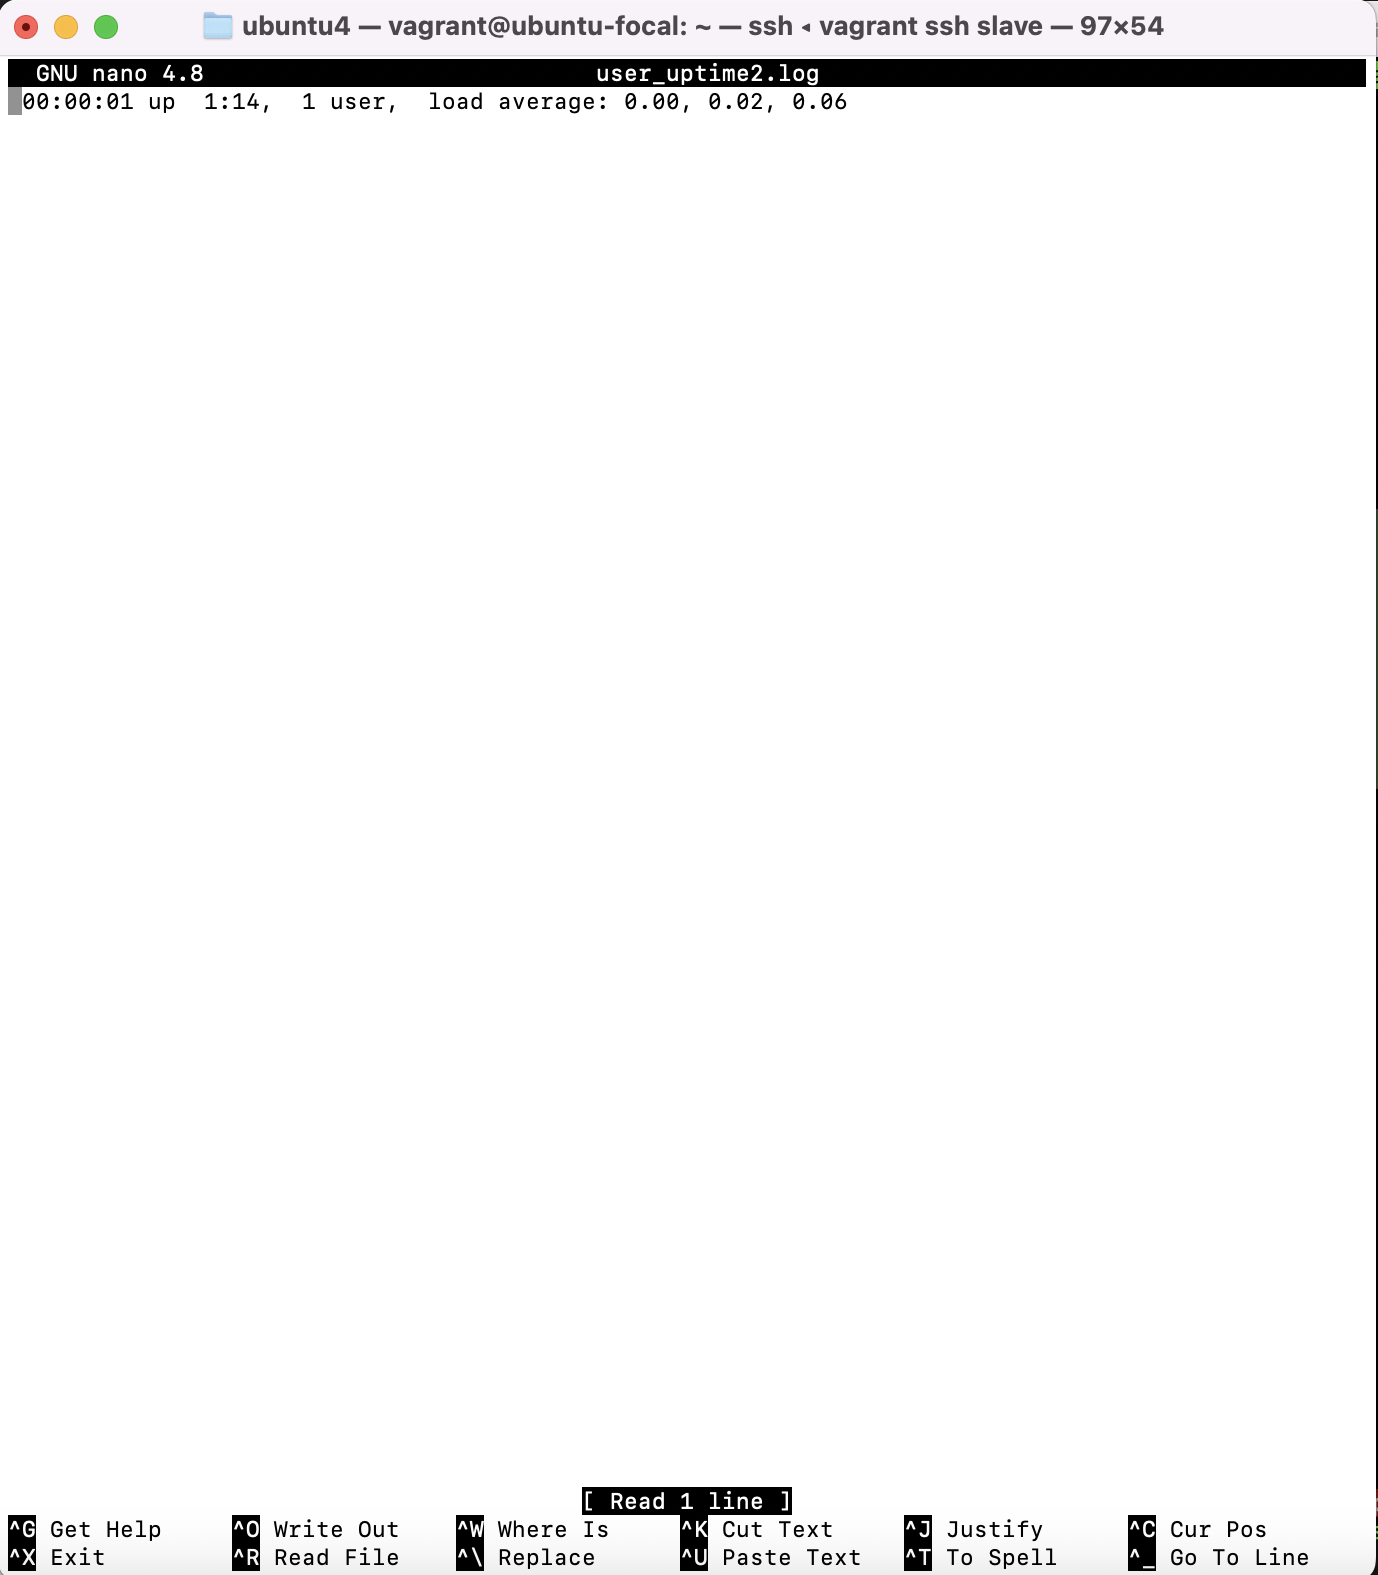 ubuntu4 — vagrant@ubuntu-focal: ~ — ssh ◂ vagrant ssh slave — 97×54
GNU nano 4.8 user_uptime2.log
00:00:01 up  1:14,  1 user,  load average: 0.00, 0.02, 0.06
[ Read 1 line ]
^G Get Help ^O Write Out ^W Where Is ^K Cut Text ^J Justify ^C Cur Pos
^X Exit ^R Read File ^\ Replace ^U Paste Text ^T To Spell ^_ Go To Line